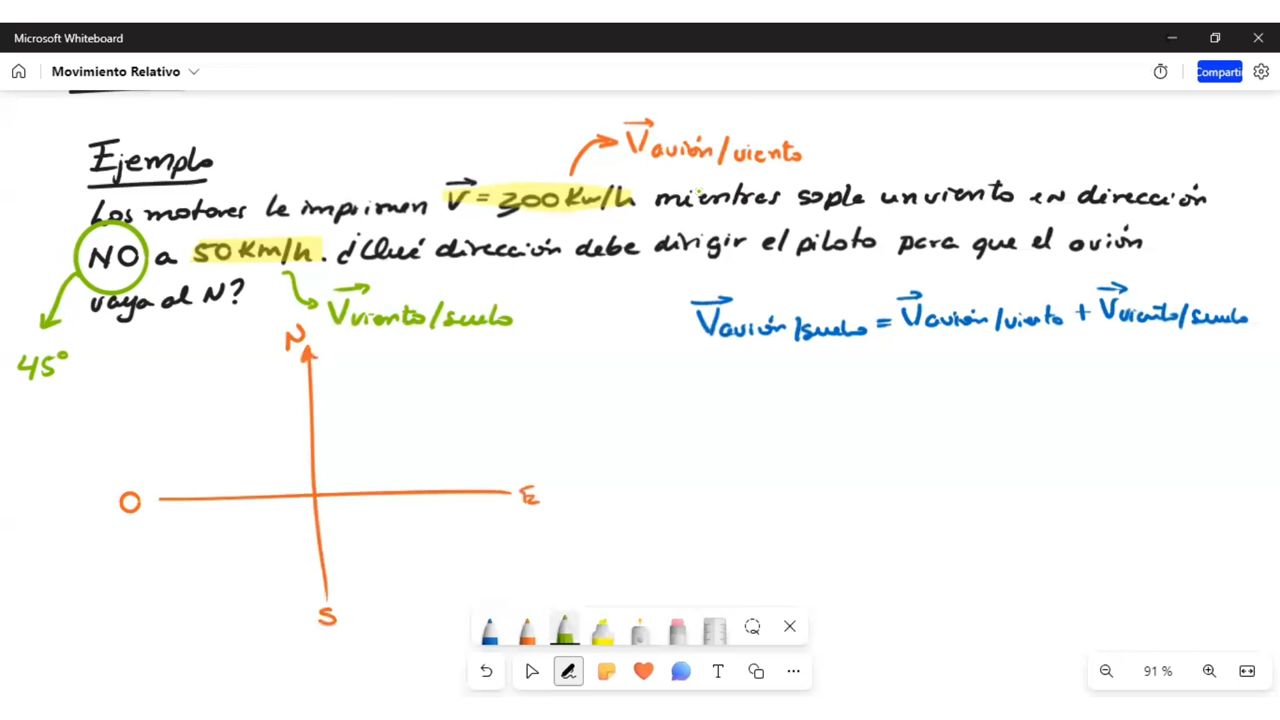 Microsoft Whiteboard
Movimiento Relativo
Comparti
Ejemplo
V avión/viento
Los motores le imprimen V = 300 Km/h mientras sople un viento en dirección
NO a 50 Km/h. ¿Qué dirección debe dirigir el piloto para que el avión
vaya al N?
V viento/suelo
V avión/suelo = V avión/viento + V viento/suelo
45°
N
O
E
S
T
91 %